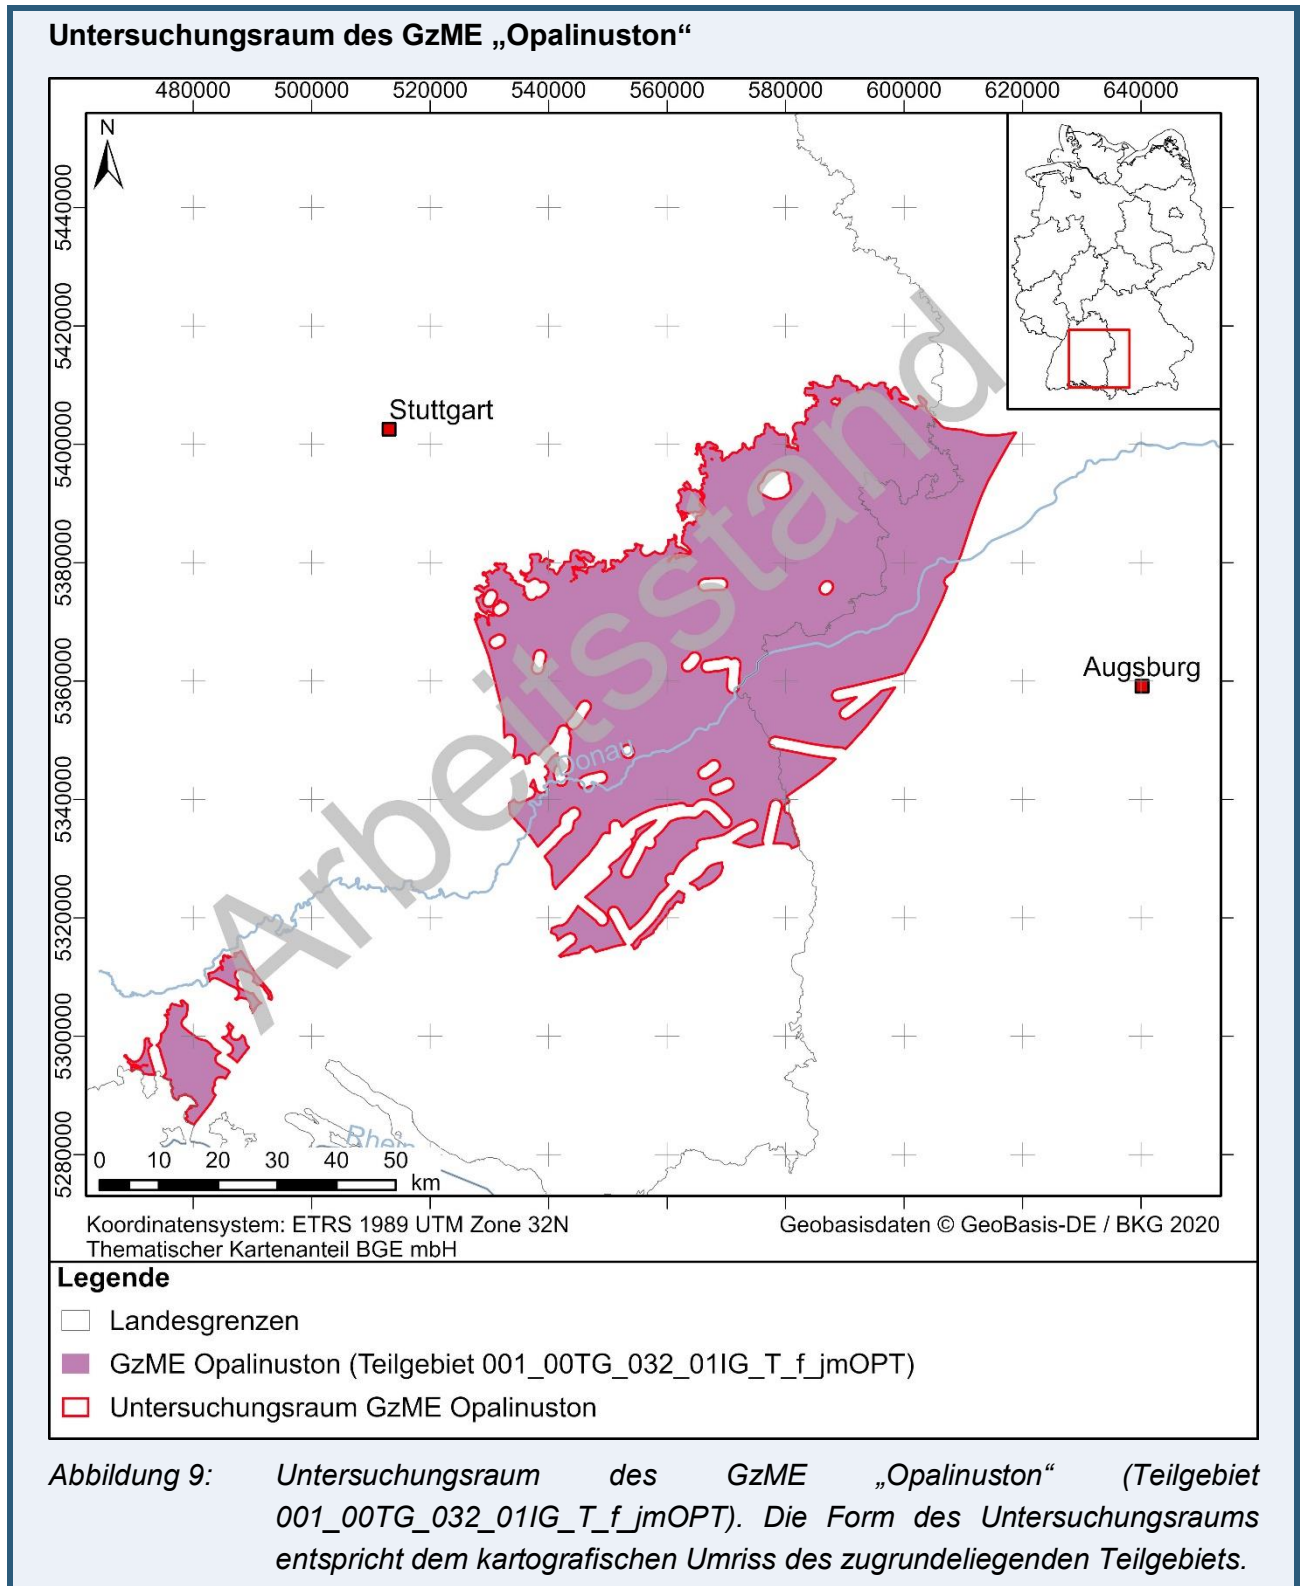 Untersuchungsraum des GzME „Opalinuston“
480000 500000 520000 540000 560000 580000 600000 620000 640000
N
5440000
5420000
5400000
5380000
5360000
5340000
5320000
5300000
5280000
Stuttgart
Augsburg
Donau
Rhein
Arbeitsstand
0 10 20 30 40 50
km
Koordinatensystem: ETRS 1989 UTM Zone 32N
Geobasisdaten © GeoBasis-DE / BKG 2020
Thematischer Kartenanteil BGE mbH
Legende
Landesgrenzen
GzME Opalinuston (Teilgebiet 001_00TG_032_01IG_T_f_jmOPT)
Untersuchungsraum GzME Opalinuston
Abbildung 9: Untersuchungsraum des GzME „Opalinuston“ (Teilgebiet
001_00TG_032_01IG_T_f_jmOPT). Die Form des Untersuchungsraums
entspricht dem kartografischen Umriss des zugrundeliegenden Teilgebiets.